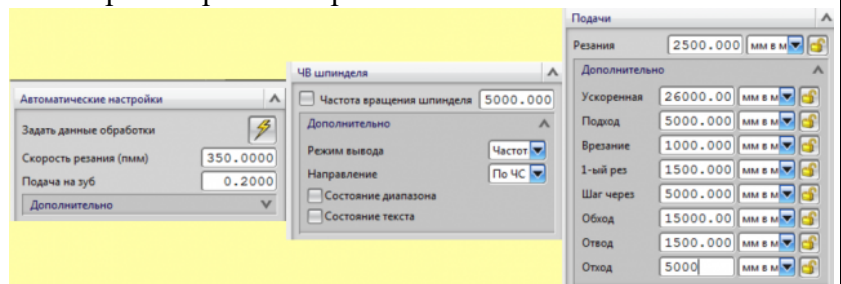 Автоматические настройки
Задать данные обработки
Скорость резания (пмм) 350.0000
Подача на зуб 0.2000
Дополнительно
ЧВ шпинделя
Частота вращения шпинделя 5000.000
Дополнительно
Режим вывода Частот
Направление По ЧС
Состояние диапазона
Состояние текста
Подачи
Резания 2500.000 мм в м
Дополнительно
Ускоренная 26000.00 мм в м
Подход 5000.000 мм в м
Врезание 1000.000 мм в м
1-ый рез 1500.000 мм в м
Шаг через 5000.000 мм в м
Обход 15000.00 мм в м
Отвод 1500.000 мм в м
Отход 5000 мм в м